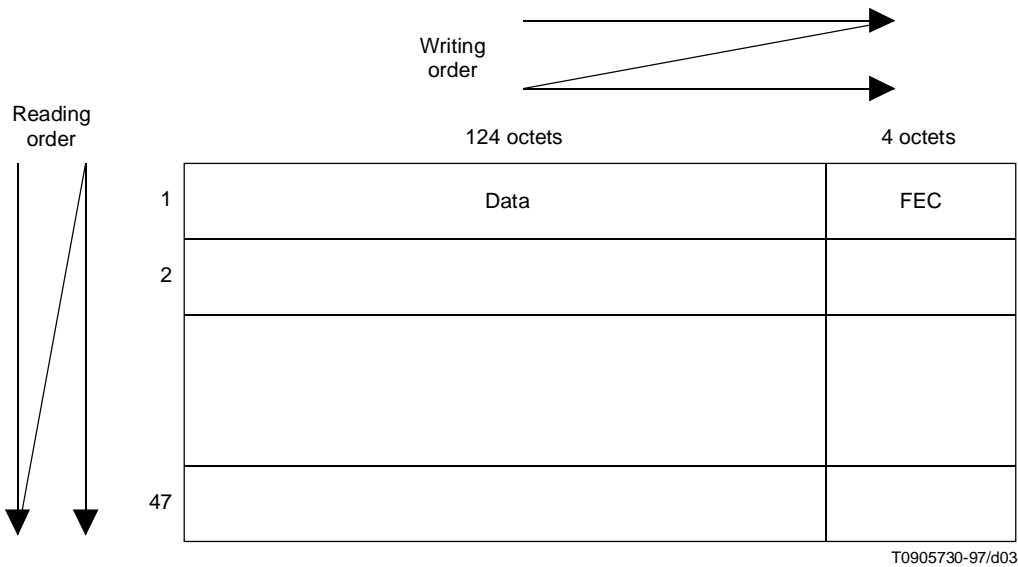 Writing
order
Reading
order
124 octets
4 octets
1
Data
FEC
2
47
T0905730-97/d03